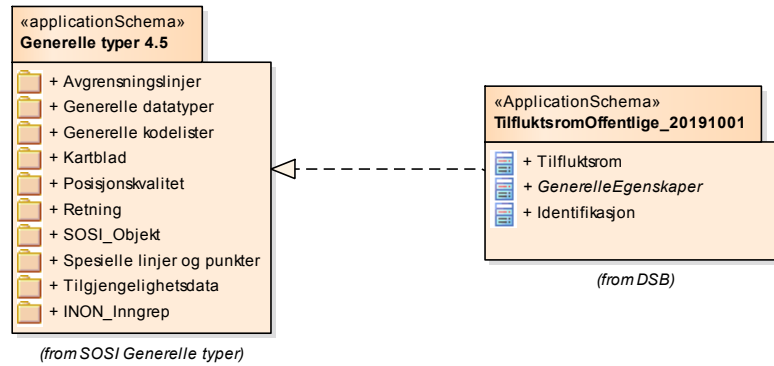 «applicationSchema»
Generelle typer 4.5
+ Avgrensningslinjer
+ Generelle datatyper
+ Generelle kodelister
+ Kartblad
+ Posisjonskvalitet
+ Retning
+ SOSI_Objekt
+ Spesielle linjer og punkter
+ Tilgjengelighetsdata
+ INON_Inngrep
(from SOSI Generelle typer)
«ApplicationSchema»
TilfluktsromOffentlige_20191001
+ Tilfluktsrom
+ GenerelleEgenskaper
+ Identifikasjon
(from DSB)